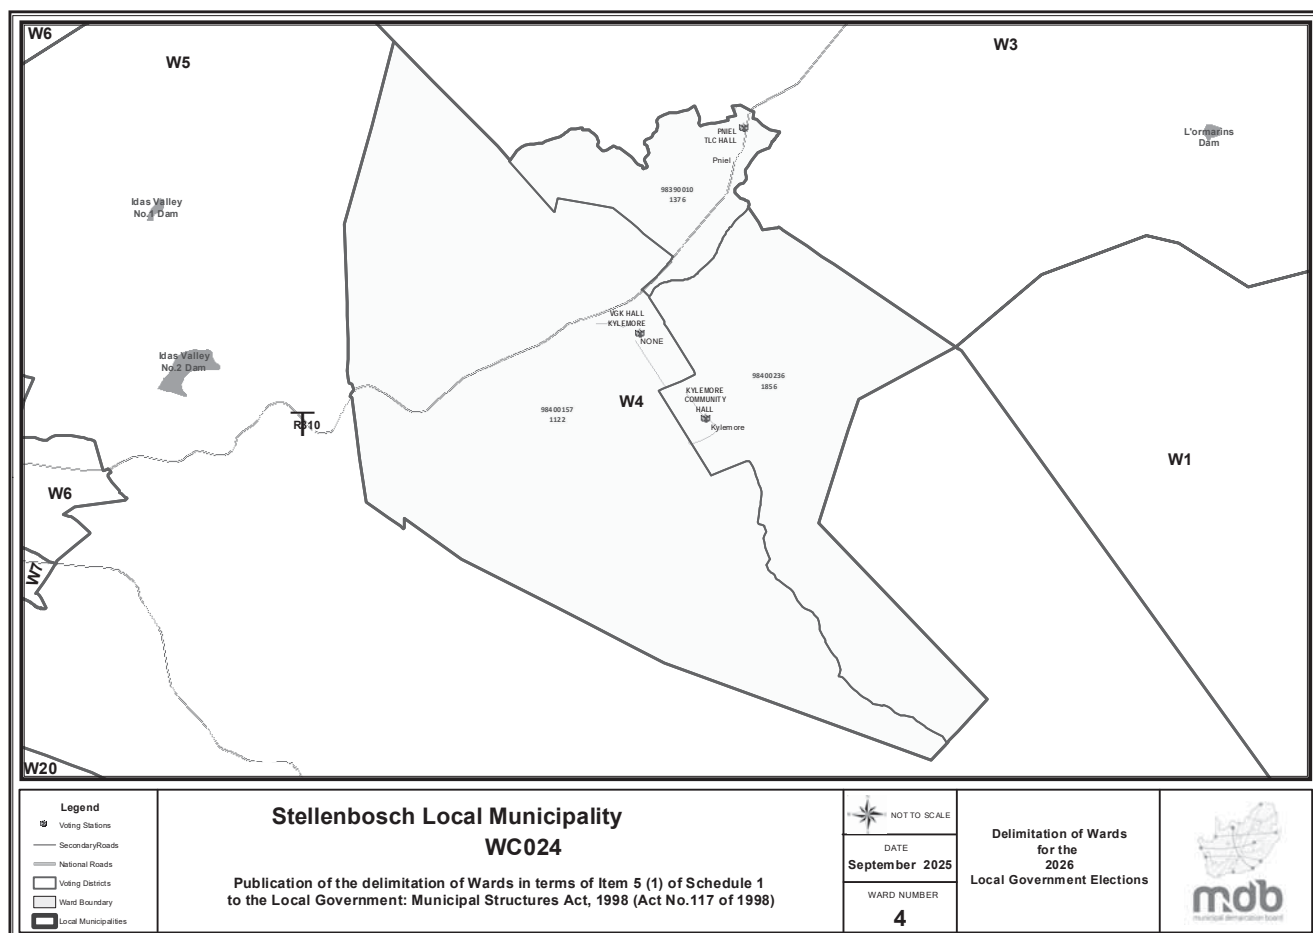 W6
W5
W3
PNIEL
TLC HALL
Pniel
L'ormarins
Dam
98390010
1376
Idas Valley
No.1 Dam
VGK HALL
KYLEMORE
NONE
Idas Valley
No.2 Dam
98400236
1856
KYLEMORE
COMMUNITY
HALL
Kylemore
W4
98400157
1122
R310
W1
W6
W7
W20
Legend
Voting Stations
SecondaryRoads
National Roads
Voting Districts
Ward Boundary
Local Municipalities
Stellenbosch Local Municipality
WC024
Publication of the delimitation of Wards in terms of Item 5 (1) of Schedule 1
to the Local Government: Municipal Structures Act, 1998 (Act No.117 of 1998)
NOT TO SCALE
DATE
September 2025
WARD NUMBER
4
Delimitation of Wards
for the
2026
Local Government Elections
mdb
municipal demarcation board